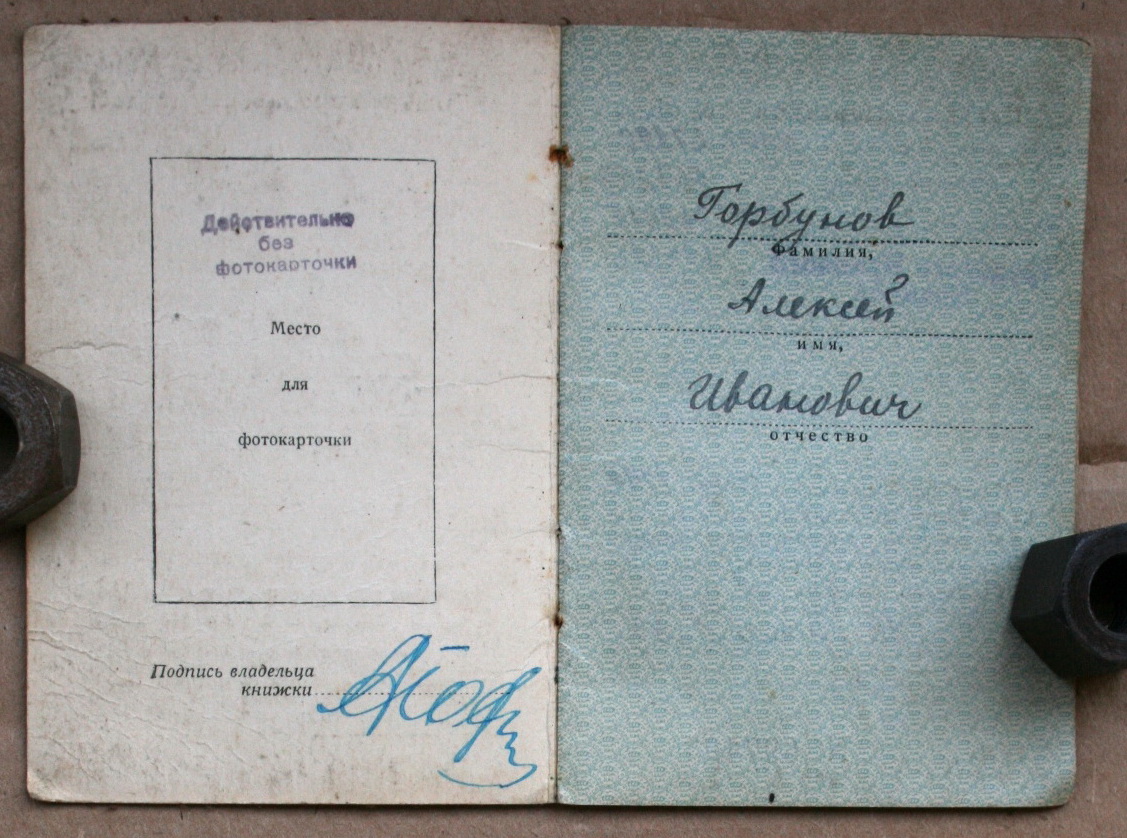 Действительно
без
фотокарточки
Место
для
фотокарточки
Подпись владельца
книжки
Горбунов
фамилия,
Алексей
имя,
Иванович
отчество